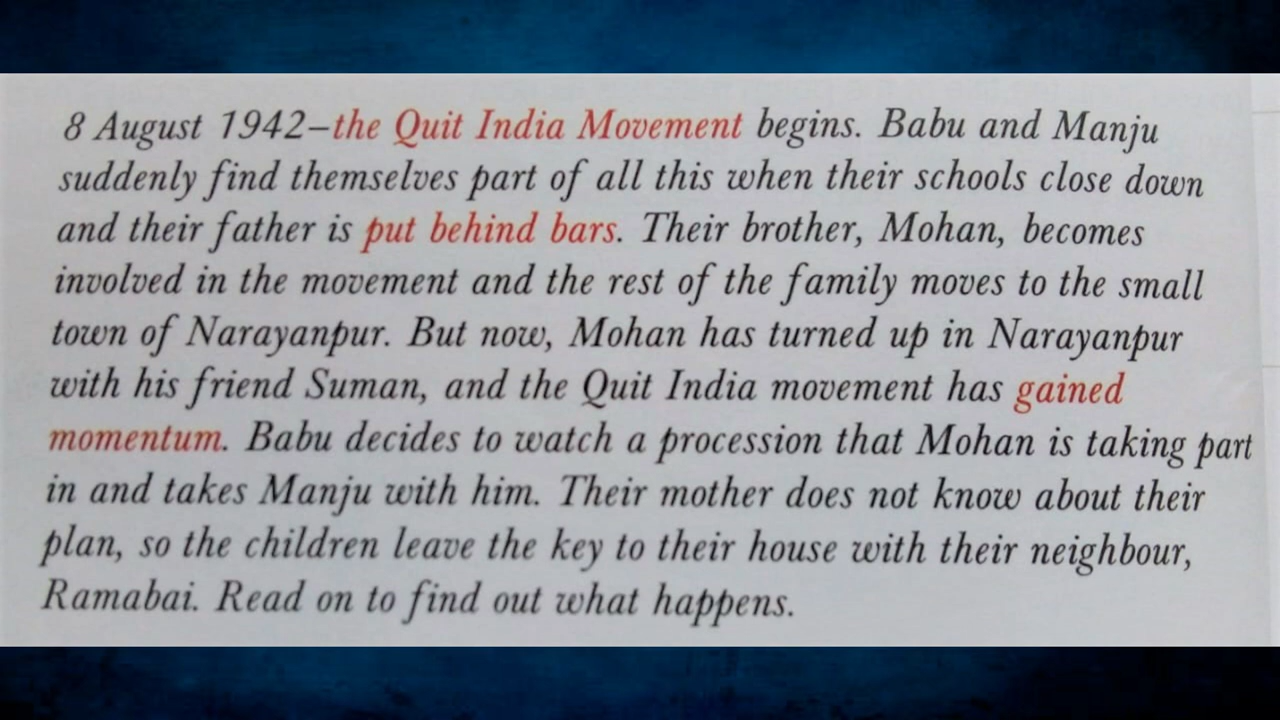 8 August 1942–the Quit India Movement begins. Babu and Manju
suddenly find themselves part of all this when their schools close down
and their father is put behind bars. Their brother, Mohan, becomes
involved in the movement and the rest of the family moves to the small
town of Narayanpur. But now, Mohan has turned up in Narayanpur
with his friend Suman, and the Quit India movement has gained
momentum. Babu decides to watch a procession that Mohan is taking part
in and takes Manju with him. Their mother does not know about their
plan, so the children leave the key to their house with their neighbour,
Ramabai. Read on to find out what happens.